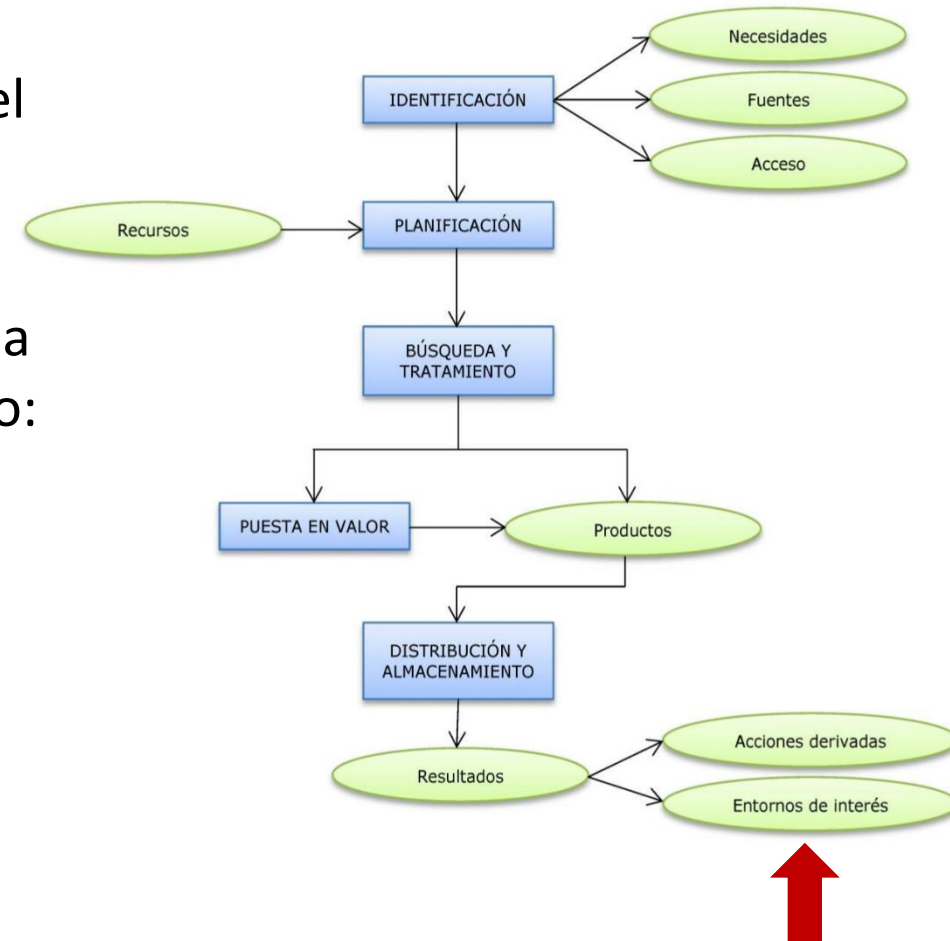 el
a
o:
Necesidades
IDENTIFICACIÓN
Fuentes
Acceso
Recursos
PLANIFICACIÓN
BÚSQUEDA Y
TRATAMIENTO
PUESTA EN VALOR
Productos
DISTRIBUCIÓN Y
ALMACENAMIENTO
Acciones derivadas
Resultados
Entornos de interés